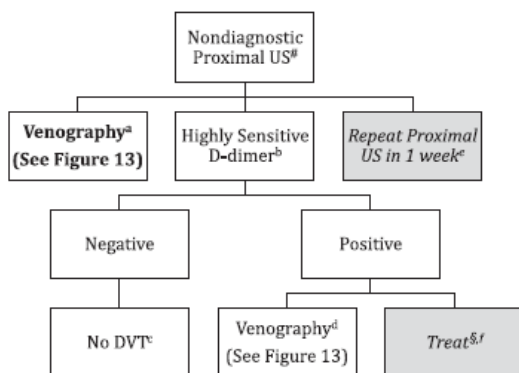 Nondiagnostic
Proximal US#
Venographyᵃ
(See Figure 13)
Highly Sensitive
D-dimerᵇ
Repeat Proximal
US in 1 weekᵉ
Negative
Positive
No DVTᶜ
Venographyᵈ
(See Figure 13)
Treat§,ᶠ